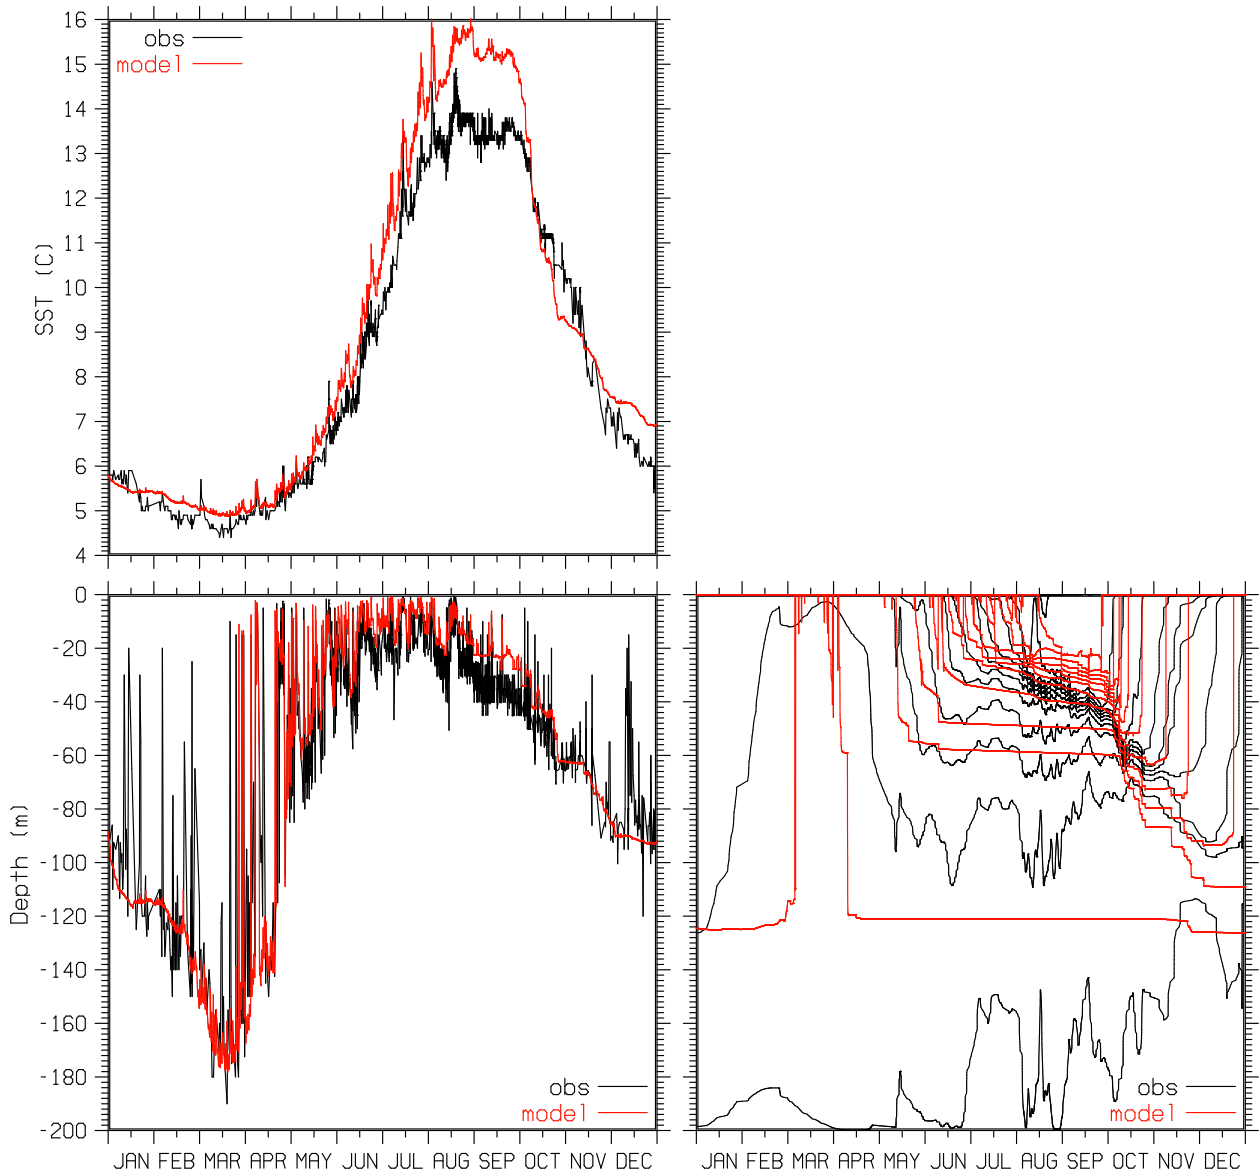 16
obs
model
15
14
13
12
11
SST (C)
10
9
8
7
6
5
4
0
-20
-40
-60
-80
Depth (m)
-100
-120
-140
-160
-180
obs
model
obs
model
-200
JAN FEB MAR APR MAY JUN JUL AUG SEP OCT NOV DEC
JAN FEB MAR APR MAY JUN JUL AUG SEP OCT NOV DEC